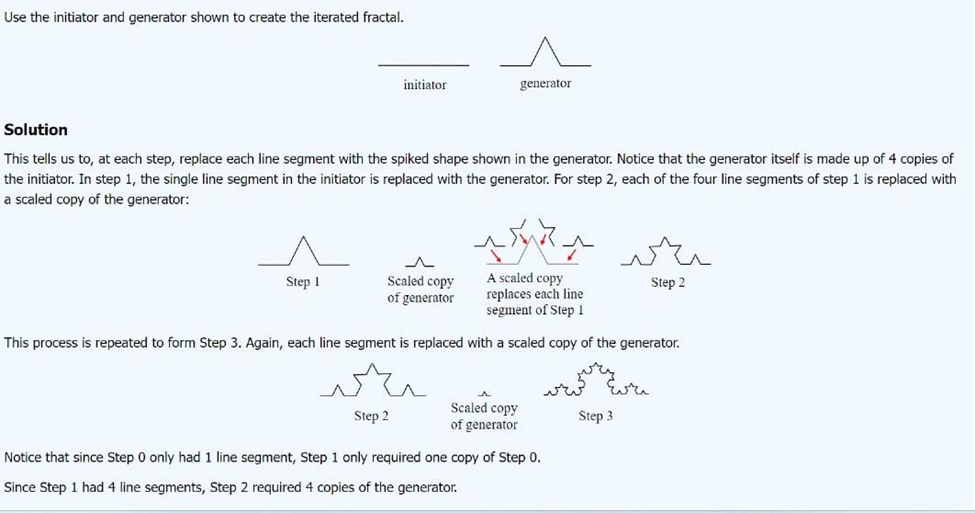 Use the initiator and generator shown to create the iterated fractal.
initiator
generator
Solution
This tells us to, at each step, replace each line segment with the spiked shape shown in the generator. Notice that the generator itself is made up of 4 copies of
the initiator. In step 1, the single line segment in the initiator is replaced with the generator. For step 2, each of the four line segments of step 1 is replaced with
a scaled copy of the generator:
Step 1
Scaled copy
of generator
A scaled copy
replaces each line
segment of Step 1
Step 2
This process is repeated to form Step 3. Again, each line segment is replaced with a scaled copy of the generator.
Step 2
Scaled copy
of generator
Step 3
Notice that since Step 0 only had 1 line segment, Step 1 only required one copy of Step 0.
Since Step 1 had 4 line segments, Step 2 required 4 copies of the generator.